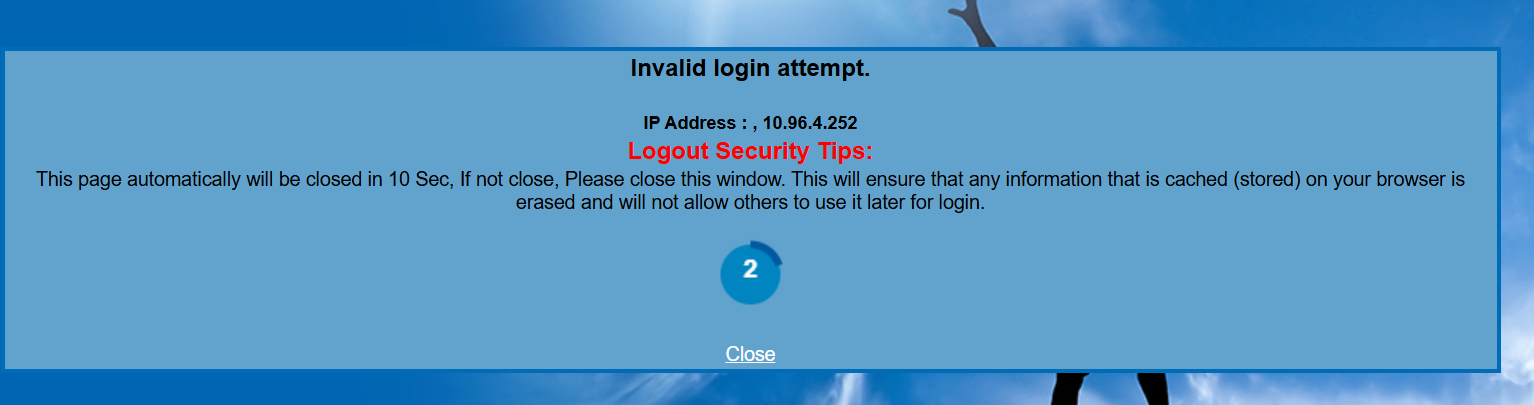 Invalid login attempt.
IP Address : , 10.96.4.252
Logout Security Tips:
This page automatically will be closed in 10 Sec, If not close, Please close this window. This will ensure that any information that is cached (stored) on your browser is
erased and will not allow others to use it later for login.
2
Close